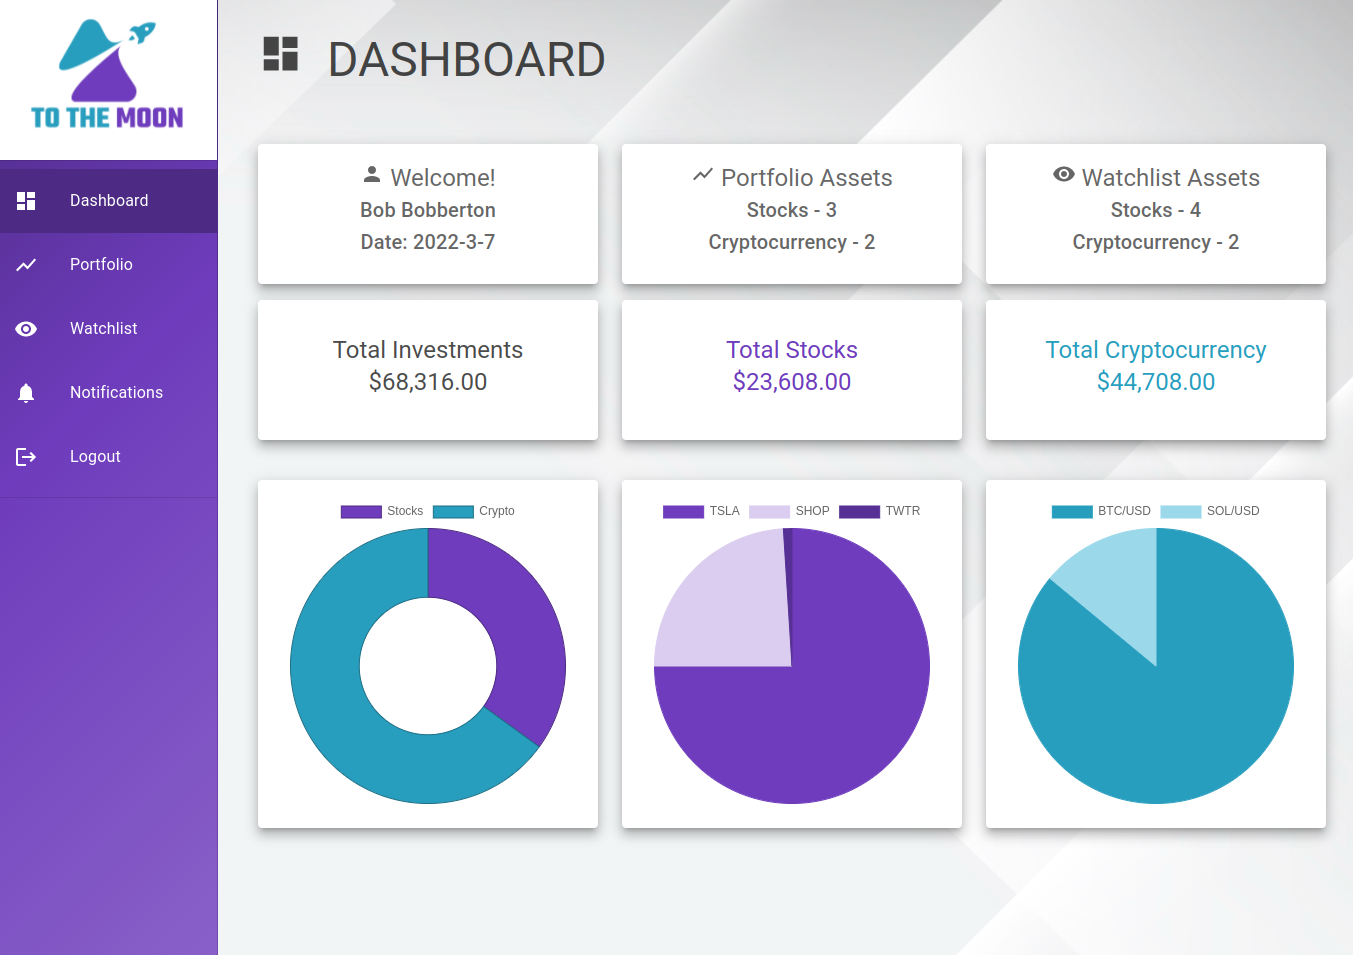 TO THE MOON
DASHBOARD
Dashboard
Portfolio
Watchlist
Notifications
Logout
Welcome!
Bob Bobberton
Date: 2022-3-7
Portfolio Assets
Stocks - 3
Cryptocurrency - 2
Watchlist Assets
Stocks - 4
Cryptocurrency - 2
Total Investments
$68,316.00
Total Stocks
$23,608.00
Total Cryptocurrency
$44,708.00
Stocks Crypto
TSLA SHOP TWTR
BTC/USD SOL/USD